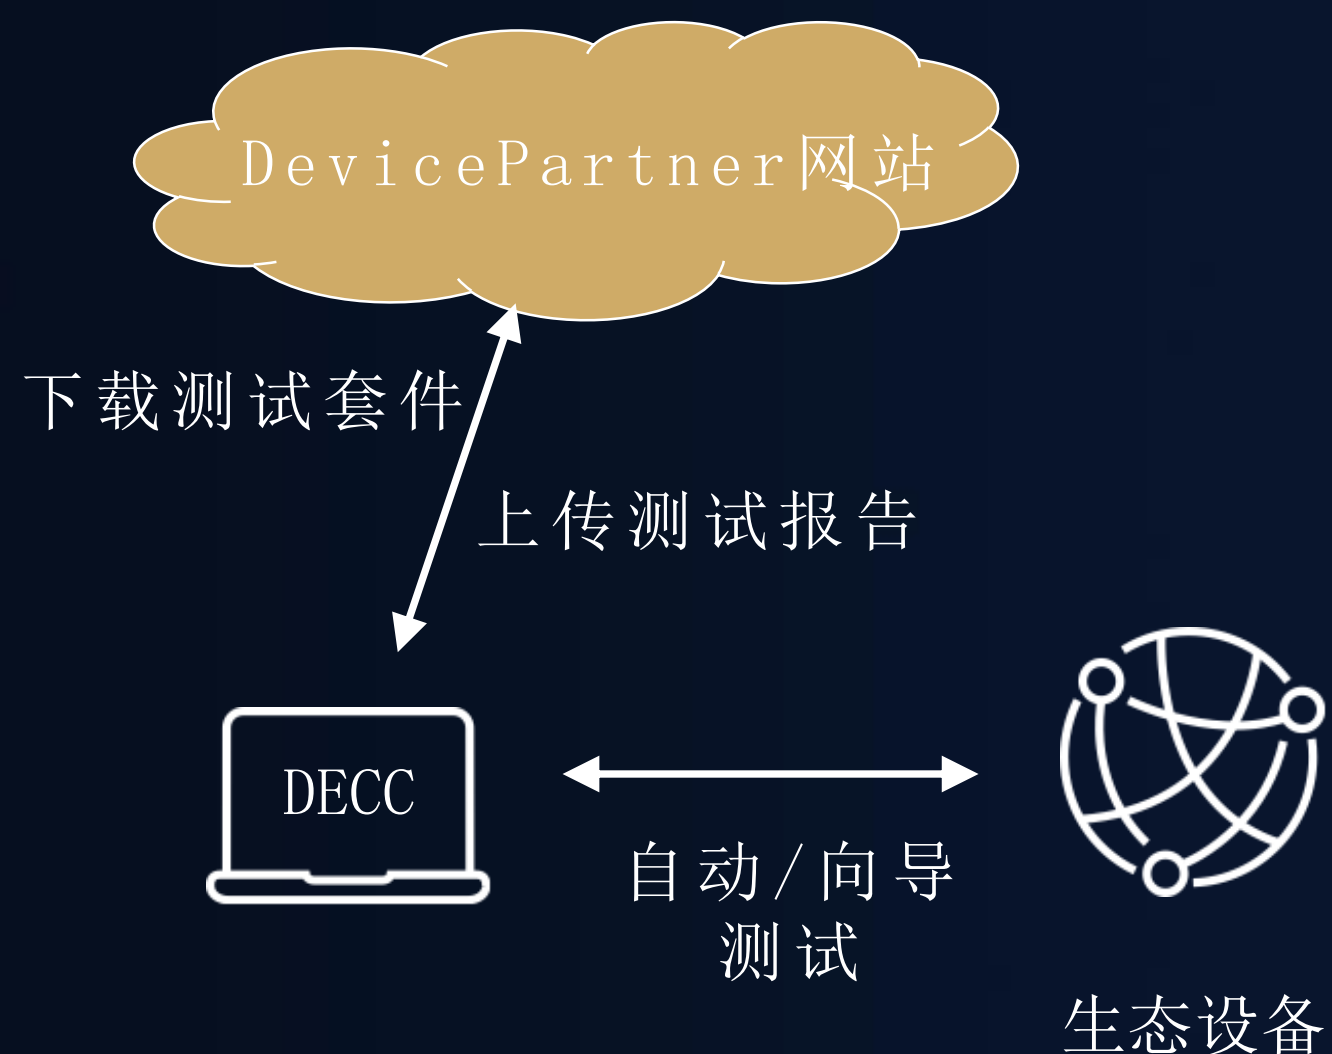 DevicePartner网站
下载测试套件
上传测试报告
DECC
自动/向导
测试
生态设备